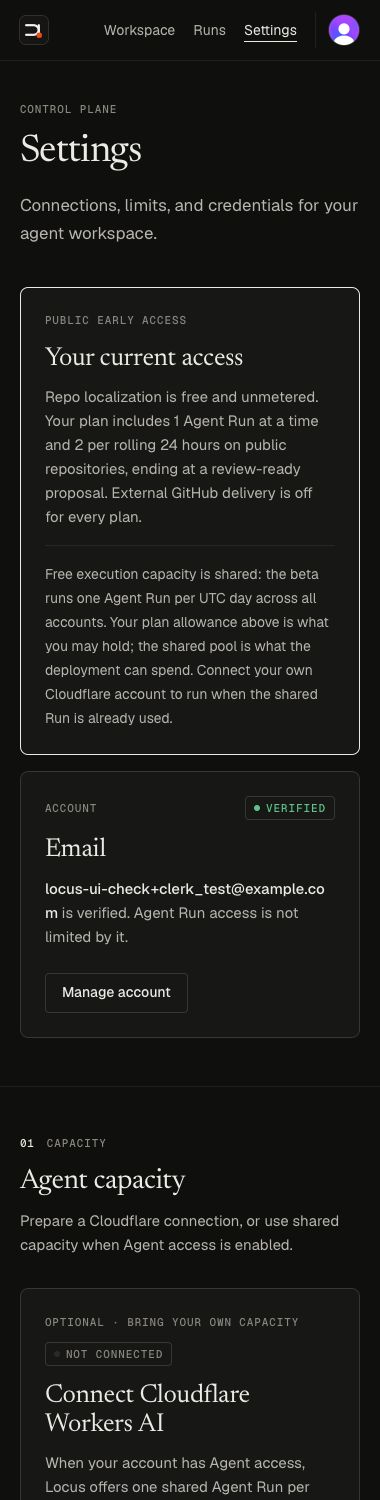 Workspace Runs Settings
CONTROL PLANE
Settings
Connections, limits, and credentials for your
agent workspace.
PUBLIC EARLY ACCESS
Your current access
Repo localization is free and unmetered.
Your plan includes 1 Agent Run at a time
and 2 per rolling 24 hours on public
repositories, ending at a review-ready
proposal. External GitHub delivery is off
for every plan.
Free execution capacity is shared: the beta
runs one Agent Run per UTC day across all
accounts. Your plan allowance above is what
you may hold; the shared pool is what the
deployment can spend. Connect your own
Cloudflare account to run when the shared
Run is already used.
ACCOUNT VERIFIED
Email
locus-ui-check+clerk_test@example.co
m is verified. Agent Run access is not
limited by it.
Manage account
01 CAPACITY
Agent capacity
Prepare a Cloudflare connection, or use shared
capacity when Agent access is enabled.
OPTIONAL · BRING YOUR OWN CAPACITY
NOT CONNECTED
Connect Cloudflare
Workers AI
When your account has Agent access,
Locus offers one shared Agent Run per